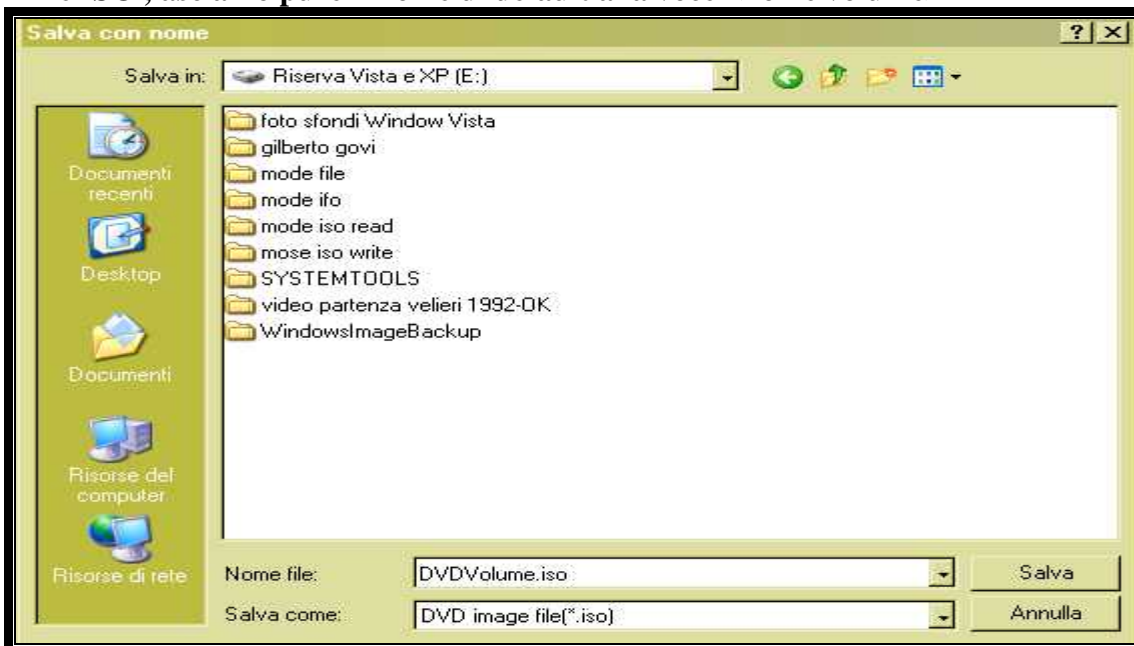 Salva con nome
Salva in: Riserva Vista e XP (E:)
Documenti recenti
Desktop
Documenti
Risorse del computer
Risorse di rete
foto sfondi Window Vista
gilberto govi
mode file
mode ifo
mode iso read
mose iso write
SYSTEMTOOLS
video partenza velieri 1992-OK
WindowsImageBackup
Nome file: DVDVolume.iso Salva
Salva come: DVD image file(*.iso) Annulla